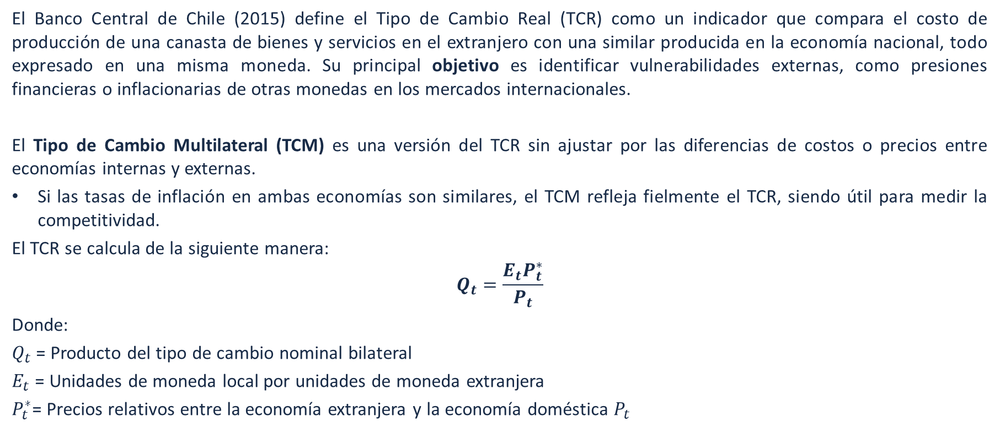 El Banco Central de Chile (2015) define el Tipo de Cambio Real (TCR) como un indicador que compara el costo de
producción de una canasta de bienes y servicios en el extranjero con una similar producida en la economía nacional, todo
expresado en una misma moneda. Su principal objetivo es identificar vulnerabilidades externas, como presiones
financieras o inflacionarias de otras monedas en los mercados internacionales.
El Tipo de Cambio Multilateral (TCM) es una versión del TCR sin ajustar por las diferencias de costos o precios entre
economías internas y externas.
• Si las tasas de inflación en ambas economías son similares, el TCM refleja fielmente el TCR, siendo útil para medir la
competitividad.
El TCR se calcula de la siguiente manera:
$Q_t = \frac{E_t P_t^*}{P_t}$
Donde:
$Q_t$ = Producto del tipo de cambio nominal bilateral
$E_t$ = Unidades de moneda local por unidades de moneda extranjera
$P_t^*$= Precios relativos entre la economía extranjera y la economía doméstica $P_t$